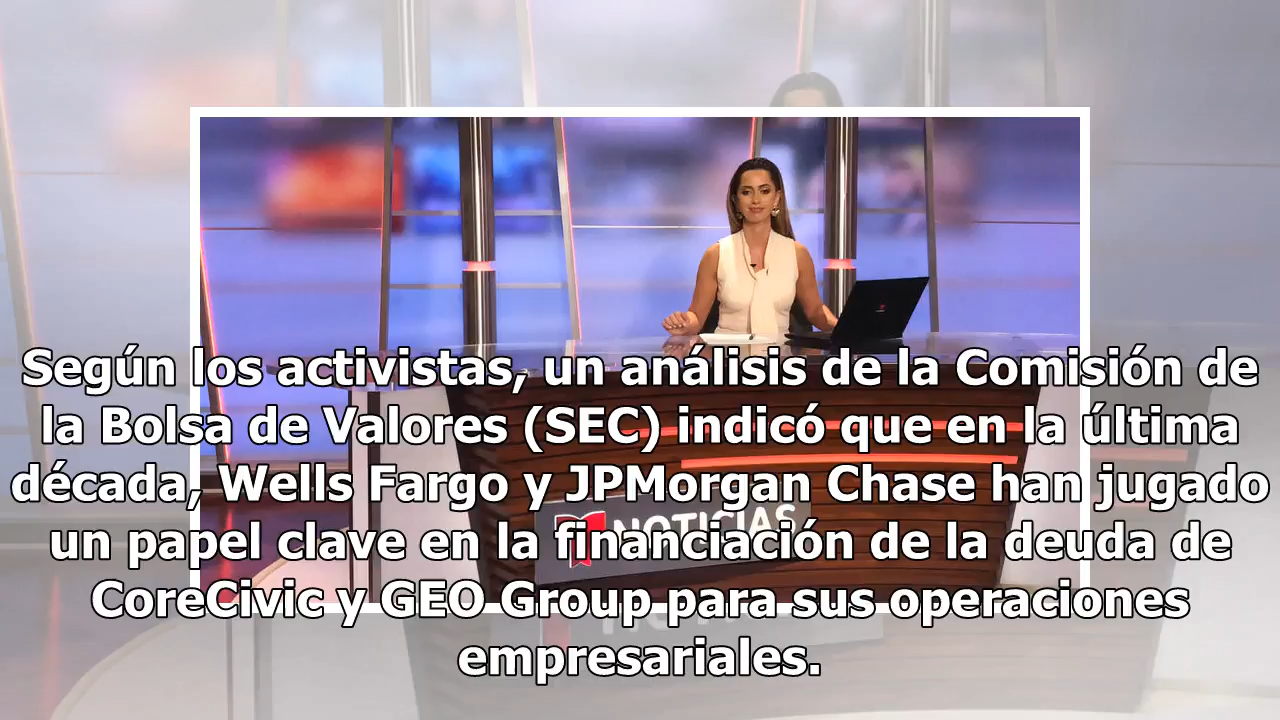 Según los activistas, un análisis de la Comisión de
la Bolsa de Valores (SEC) indicó que en la última
década, Wells Fargo y JPMorgan Chase han jugado
un papel clave en la financiación de la deuda de
CoreCivic y GEO Group para sus operaciones
empresariales.
NOTICIAS